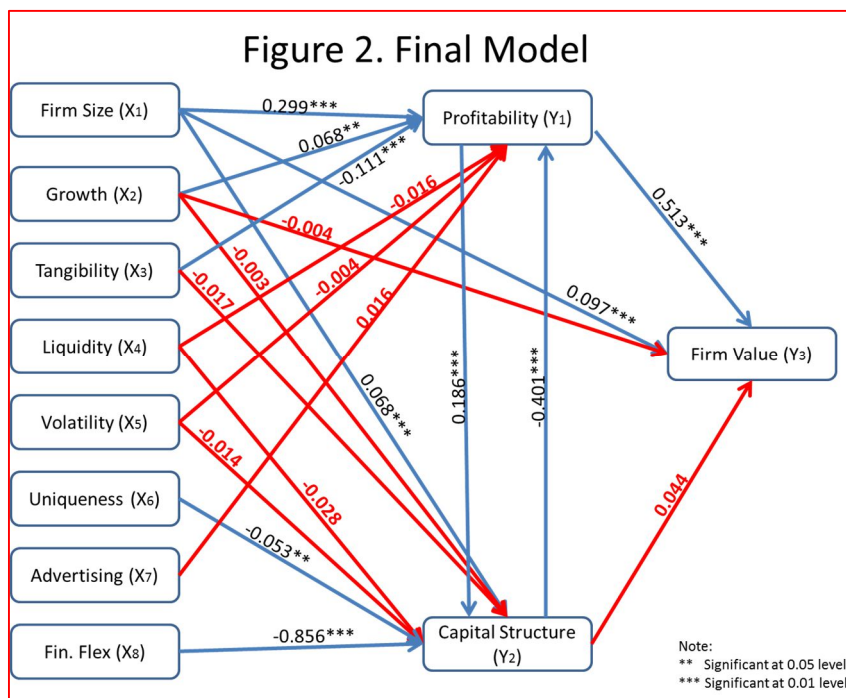 Figure 2. Final Model
Firm Size (X1)
Growth (X2)
Tangibility (X3)
Liquidity (X4)
Volatility (X5)
Uniqueness (X6)
Advertising (X7)
Fin. Flex (X8)
Profitability (Y1)
Capital Structure
(Y2)
Firm Value (Y3)
0.299***
0.068**
-0.111***
-0.016
-0.004
-0.004
0.016
-0.003
-0.017
0.068***
-0.014
-0.028
-0.053**
-0.856***
0.186***
-0.401***
0.513***
0.097***
0.044
Note:
** Significant at 0.05 level
*** Significant at 0.01 level